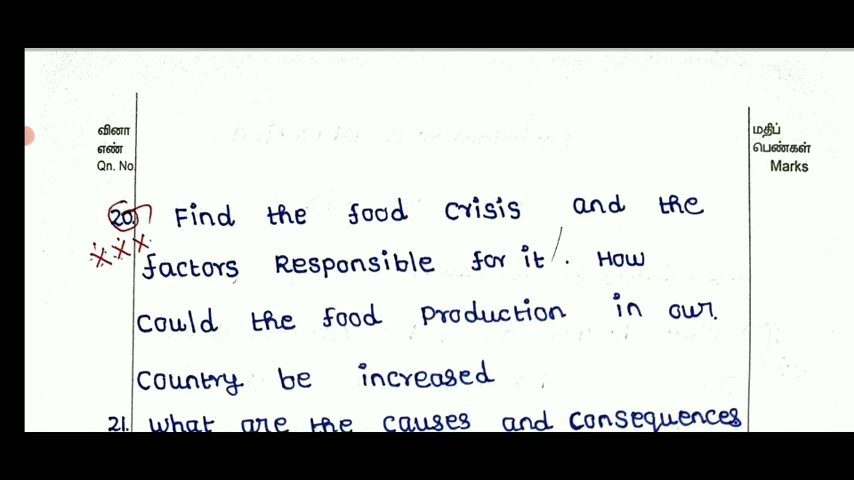 வினா
எண்
Qn. No.
மதிப்
பெண்கள்
Marks
20. Find the food crisis and the
factors Responsible for it. How
Could the food Production in our.
Country be increased
21. What are the causes and consequences